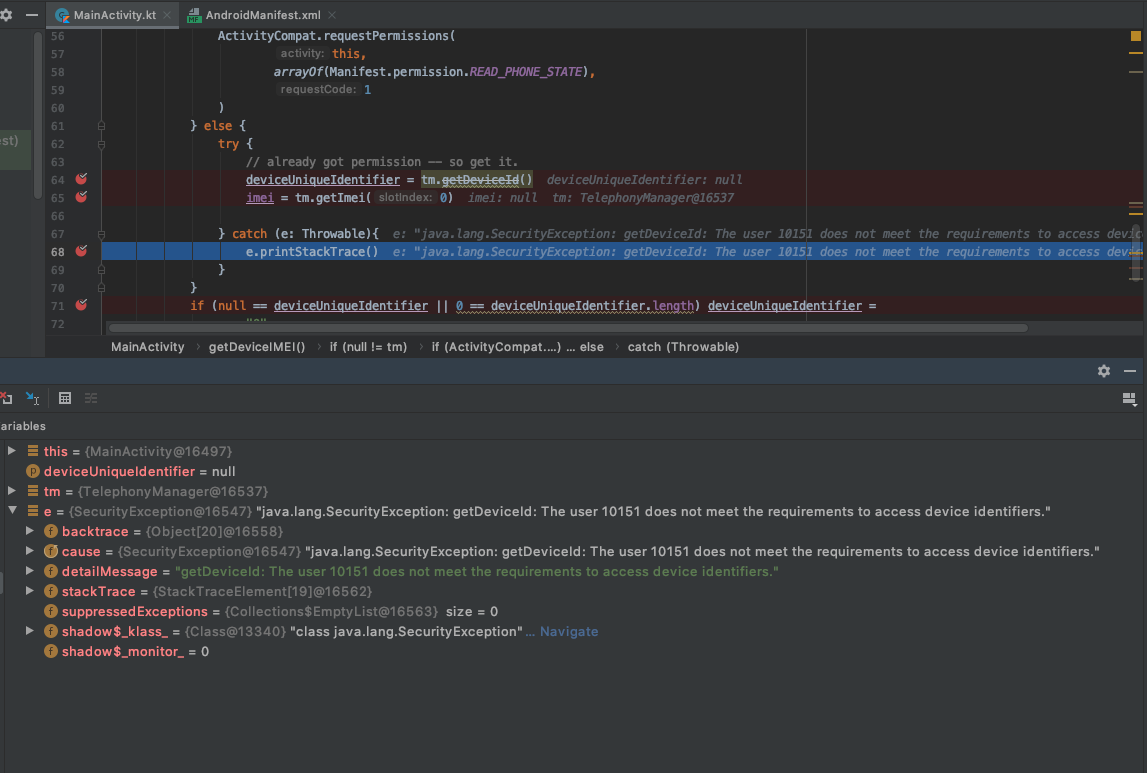 MainActivity.kt AndroidManifest.xml
56 ActivityCompat.requestPermissions(
57 activity: this,
58 arrayOf(Manifest.permission.READ_PHONE_STATE),
59 requestCode: 1
60 )
61 } else {
62 try {
63 // already got permission -- so get it.
64 deviceUniqueIdentifier = tm.getDeviceId() deviceUniqueIdentifier: null
65 imei = tm.getImei( slotIndex: 0) imei: null tm: TelephonyManager@16537
66
67 } catch (e: Throwable){ e: "java.lang.SecurityException: getDeviceId: The user 10151 does not meet the requirements to access devic
68 e.printStackTrace() e: "java.lang.SecurityException: getDeviceId: The user 10151 does not meet the requirements to access dev
69 }
70 }
71 if (null == deviceUniqueIdentifier || 0 == deviceUniqueIdentifier.length) deviceUniqueIdentifier =
72 "0"
est)
MainActivity › getDeviceIMEI() › if (null != tm) › if (ActivityCompat....) ... else › catch (Throwable)
ariables
this = {MainActivity@16497}
deviceUniqueIdentifier = null
tm = {TelephonyManager@16537}
e = {SecurityException@16547} "java.lang.SecurityException: getDeviceId: The user 10151 does not meet the requirements to access device identifiers."
backtrace = {Object[20]@16558}
cause = {SecurityException@16547} "java.lang.SecurityException: getDeviceId: The user 10151 does not meet the requirements to access device identifiers."
detailMessage = "getDeviceId: The user 10151 does not meet the requirements to access device identifiers."
stackTrace = {StackTraceElement[19]@16562}
suppressedExceptions = {Collections$EmptyList@16563} size = 0
shadow$_klass_ = {Class@13340} "class java.lang.SecurityException" ... Navigate
shadow$_monitor_ = 0